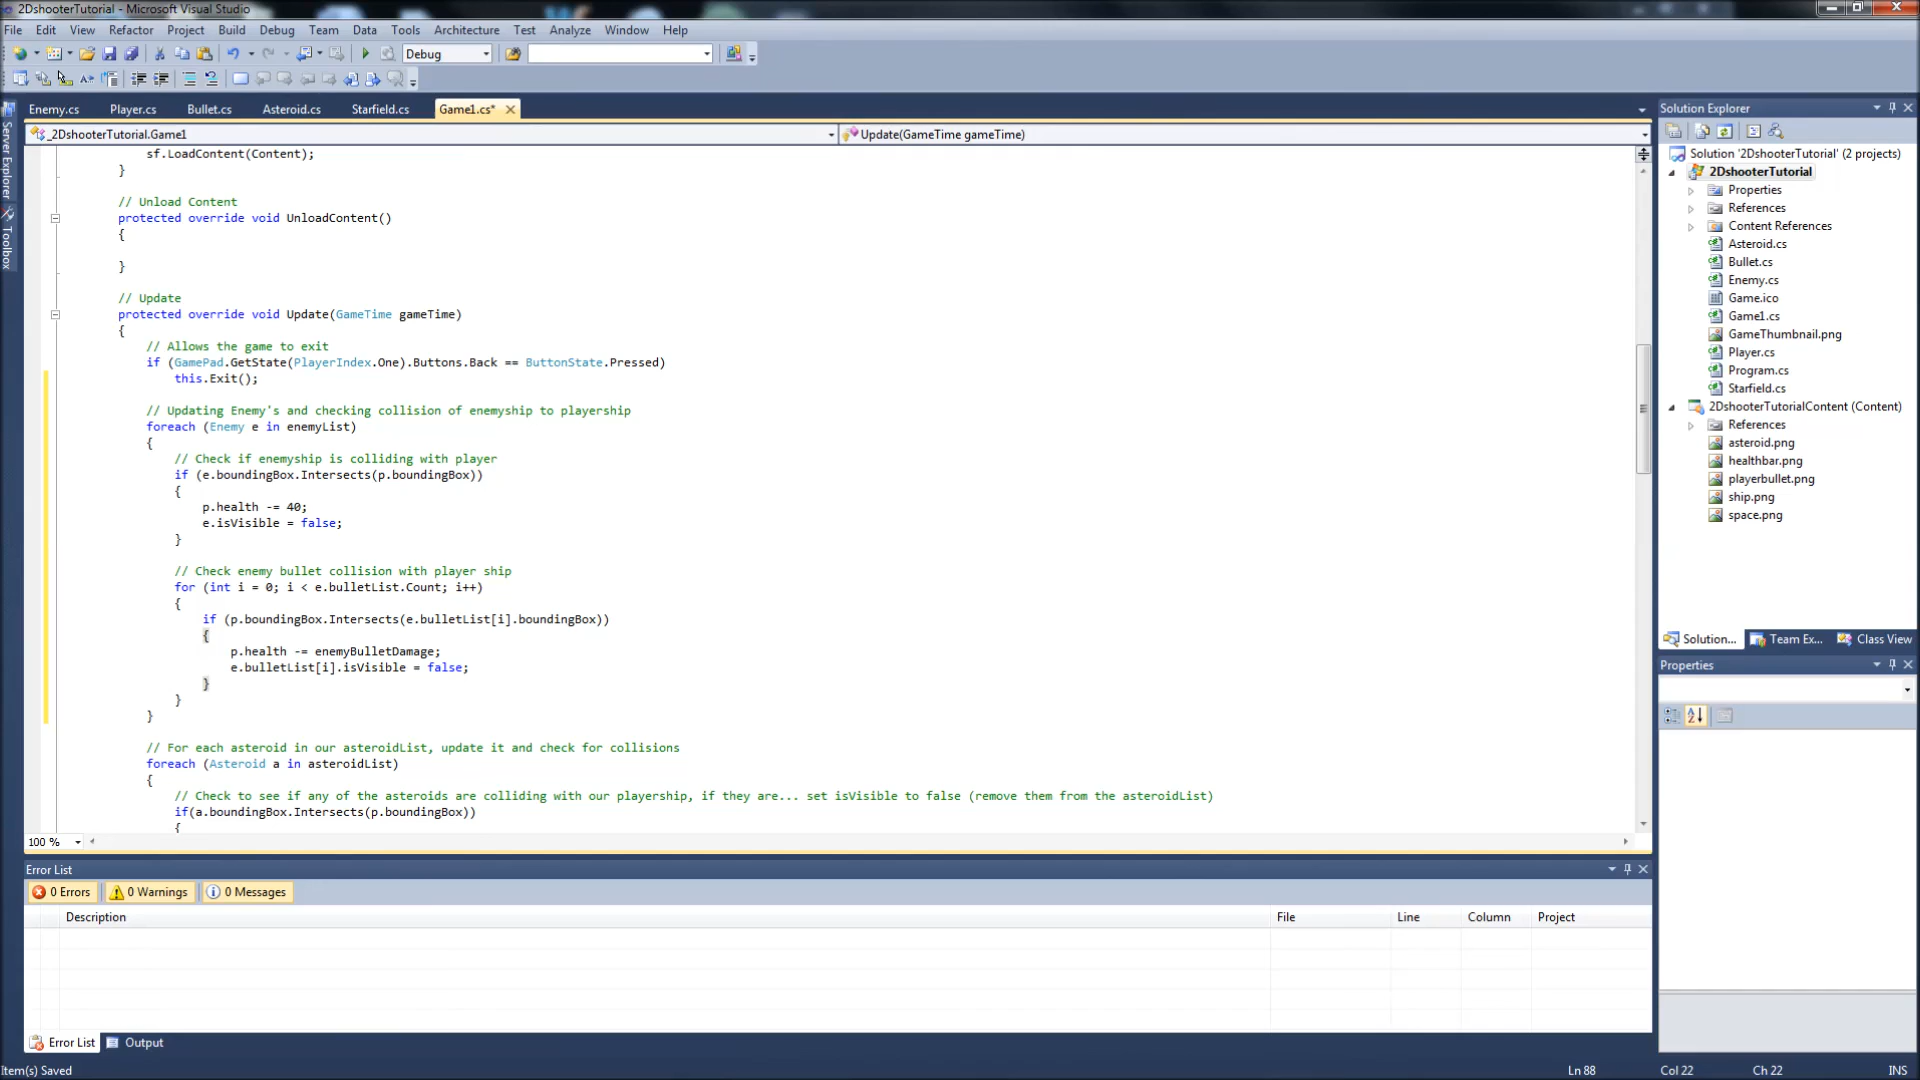 2DshooterTutorial - Microsoft Visual Studio
File Edit View Refactor Project Build Debug Team Data Tools Architecture Test Analyze Window Help
Debug
Enemy.cs Player.cs Bullet.cs Asteroid.cs Starfield.cs Game1.cs*
_2DshooterTutorial.Game1
Update(GameTime gameTime)
Server Explorer
Toolbox
sf.LoadContent(Content);
}
// Unload Content
protected override void UnloadContent()
{
}
// Update
protected override void Update(GameTime gameTime)
{
// Allows the game to exit
if (GamePad.GetState(PlayerIndex.One).Buttons.Back == ButtonState.Pressed)
this.Exit();
// Updating Enemy's and checking collision of enemyship to playership
foreach (Enemy e in enemyList)
{
// Check if enemyship is colliding with player
if (e.boundingBox.Intersects(p.boundingBox))
{
p.health -= 40;
e.isVisible = false;
}
// Check enemy bullet collision with player ship
for (int i = 0; i < e.bulletList.Count; i++)
{
if (p.boundingBox.Intersects(e.bulletList[i].boundingBox))
{
p.health -= enemyBulletDamage;
e.bulletList[i].isVisible = false;
}
}
}
// For each asteroid in our asteroidList, update it and check for collisions
foreach (Asteroid a in asteroidList)
{
// Check to see if any of the asteroids are colliding with our playership, if they are... set isVisible to false (remove them from the asteroidList)
if(a.boundingBox.Intersects(p.boundingBox))
{
100 %
Error List
0 Errors 0 Warnings 0 Messages
Description File Line Column Project
Error List Output
Item(s) Saved
Ln 88 Col 22 Ch 22 INS
Solution Explorer
Solution '2DshooterTutorial' (2 projects)
2DshooterTutorial
Properties
References
Content References
Asteroid.cs
Bullet.cs
Enemy.cs
Game.ico
Game1.cs
GameThumbnail.png
Player.cs
Program.cs
Starfield.cs
2DshooterTutorialContent (Content)
References
asteroid.png
healthbar.png
playerbullet.png
ship.png
space.png
Solution... Team Ex... Class View
Properties